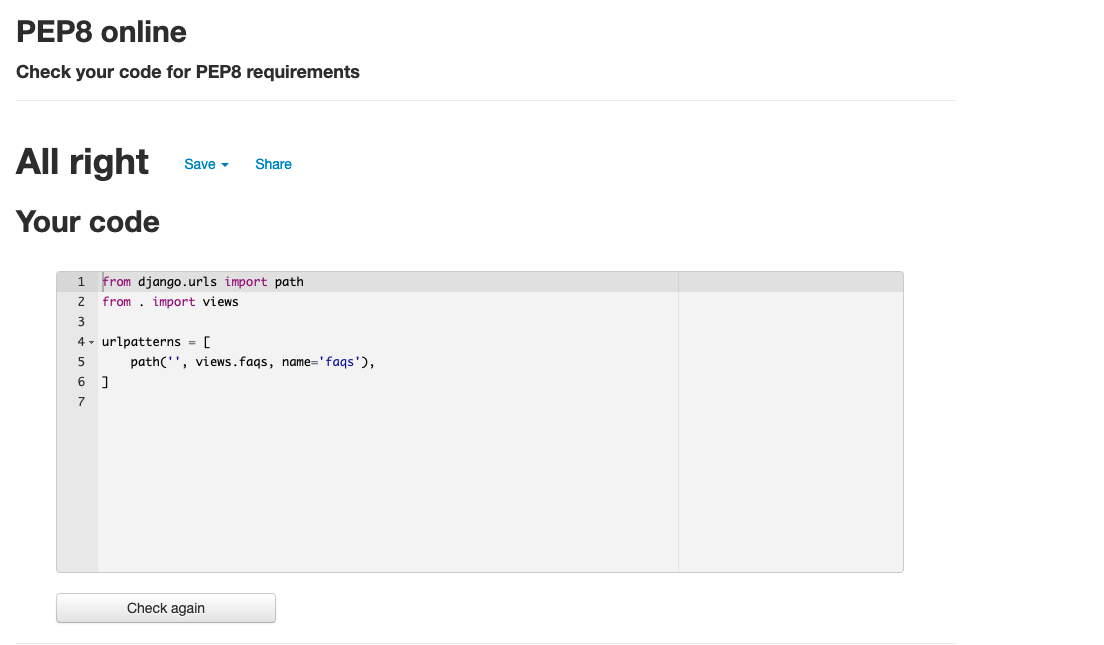 PEP8 online
Check your code for PEP8 requirements
All right Save Share
Your code
1 from django.urls import path
2 from . import views
3
4 urlpatterns = [
5     path('', views.faqs, name='faqs'),
6 ]
7
Check again